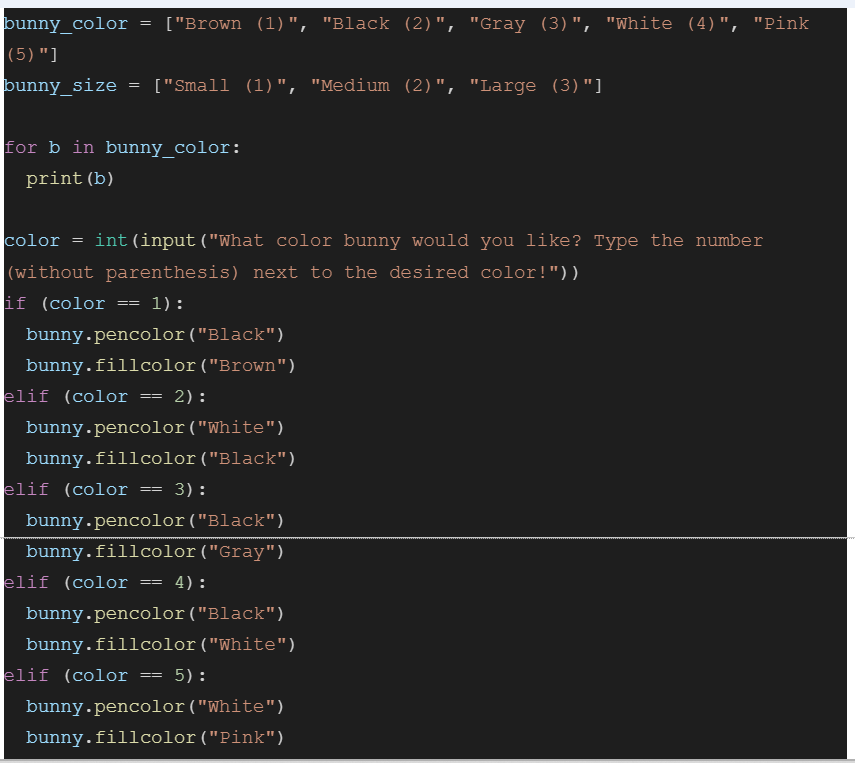 bunny_color = ["Brown (1)", "Black (2)", "Gray (3)", "White (4)", "Pink
(5)"]
bunny_size = ["Small (1)", "Medium (2)", "Large (3)"]

for b in bunny_color:
  print(b)

color = int(input("What color bunny would you like? Type the number
(without parenthesis) next to the desired color!"))
if (color == 1):
  bunny.pencolor("Black")
  bunny.fillcolor("Brown")
elif (color == 2):
  bunny.pencolor("White")
  bunny.fillcolor("Black")
elif (color == 3):
  bunny.pencolor("Black")
  bunny.fillcolor("Gray")
elif (color == 4):
  bunny.pencolor("Black")
  bunny.fillcolor("White")
elif (color == 5):
  bunny.pencolor("White")
  bunny.fillcolor("Pink")